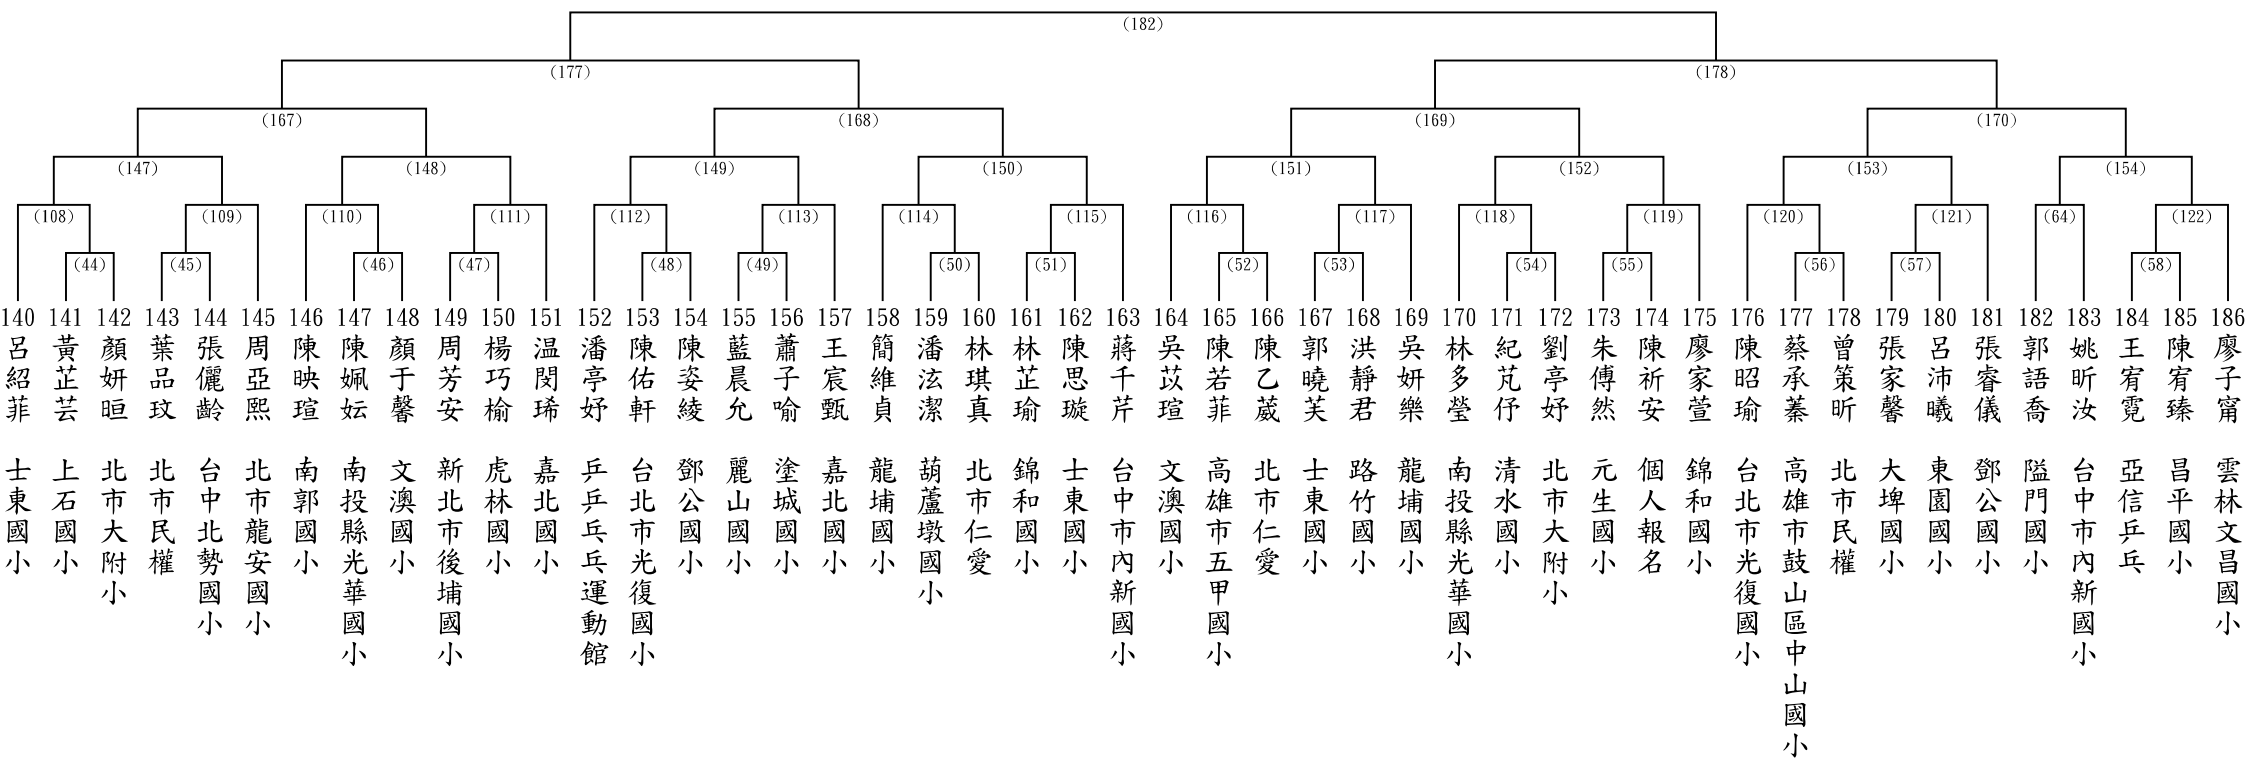 (182)
(177) (178)
(167) (168) (169) (170)
(147) (148) (149) (150) (151) (152) (153) (154)
(108) (109) (110) (111) (112) (113) (114) (115) (116) (117) (118) (119) (120) (121) (64) (122)
(44) (45) (46) (47) (48) (49) (50) (51) (52) (53) (54) (55) (56) (57) (58)
140 呂紹菲 士東國小
141 黃芷芸 上石國小
142 顏妍晅 北市大附小
143 葉品玟 北市民權
144 張儷齡 台中北勢國小
145 周亞熙 北市龍安國小
146 陳映瑄 南郭國小
147 陳姵妘 南投縣光華國小
148 顏于馨 文澳國小
149 周芳安 新北市後埔國小
150 楊巧榆 虎林國小
151 温閔琋 嘉北國小
152 潘亭妤 乒乒乓乓運動館
153 陳佑軒 台北市光復國小
154 陳姿綾 鄧公國小
155 藍晨允 麗山國小
156 蕭子喻 塗城國小
157 王宸甄 嘉北國小
158 簡維貞 龍埔國小
159 潘泫潔 葫蘆墩國小
160 林琪真 北市仁愛
161 林芷瑜 錦和國小
162 陳思璇 士東國小
163 蔣千芹 台中市內新國小
164 吳苡瑄 文澳國小
165 陳若菲 高雄市五甲國小
166 陳乙葳 北市仁愛
167 郭曉芙 士東國小
168 洪靜君 路竹國小
169 吳妍樂 龍埔國小
170 林多瑩 南投縣光華國小
171 紀芃伃 清水國小
172 劉亭妤 北市大附小
173 朱傅然 元生國小
174 陳祈安 個人報名
175 廖家萱 錦和國小
176 陳昭瑜 台北市光復國小
177 蔡承蓁 高雄市鼓山區中山國小
178 曾策昕 北市民權
179 張家馨 大埤國小
180 呂沛曦 東園國小
181 張睿儀 鄧公國小
182 郭語喬 隘門國小
183 姚昕汝 台中市內新國小
184 王宥霓 亞信乒乓
185 陳宥臻 昌平國小
186 廖子甯 雲林文昌國小